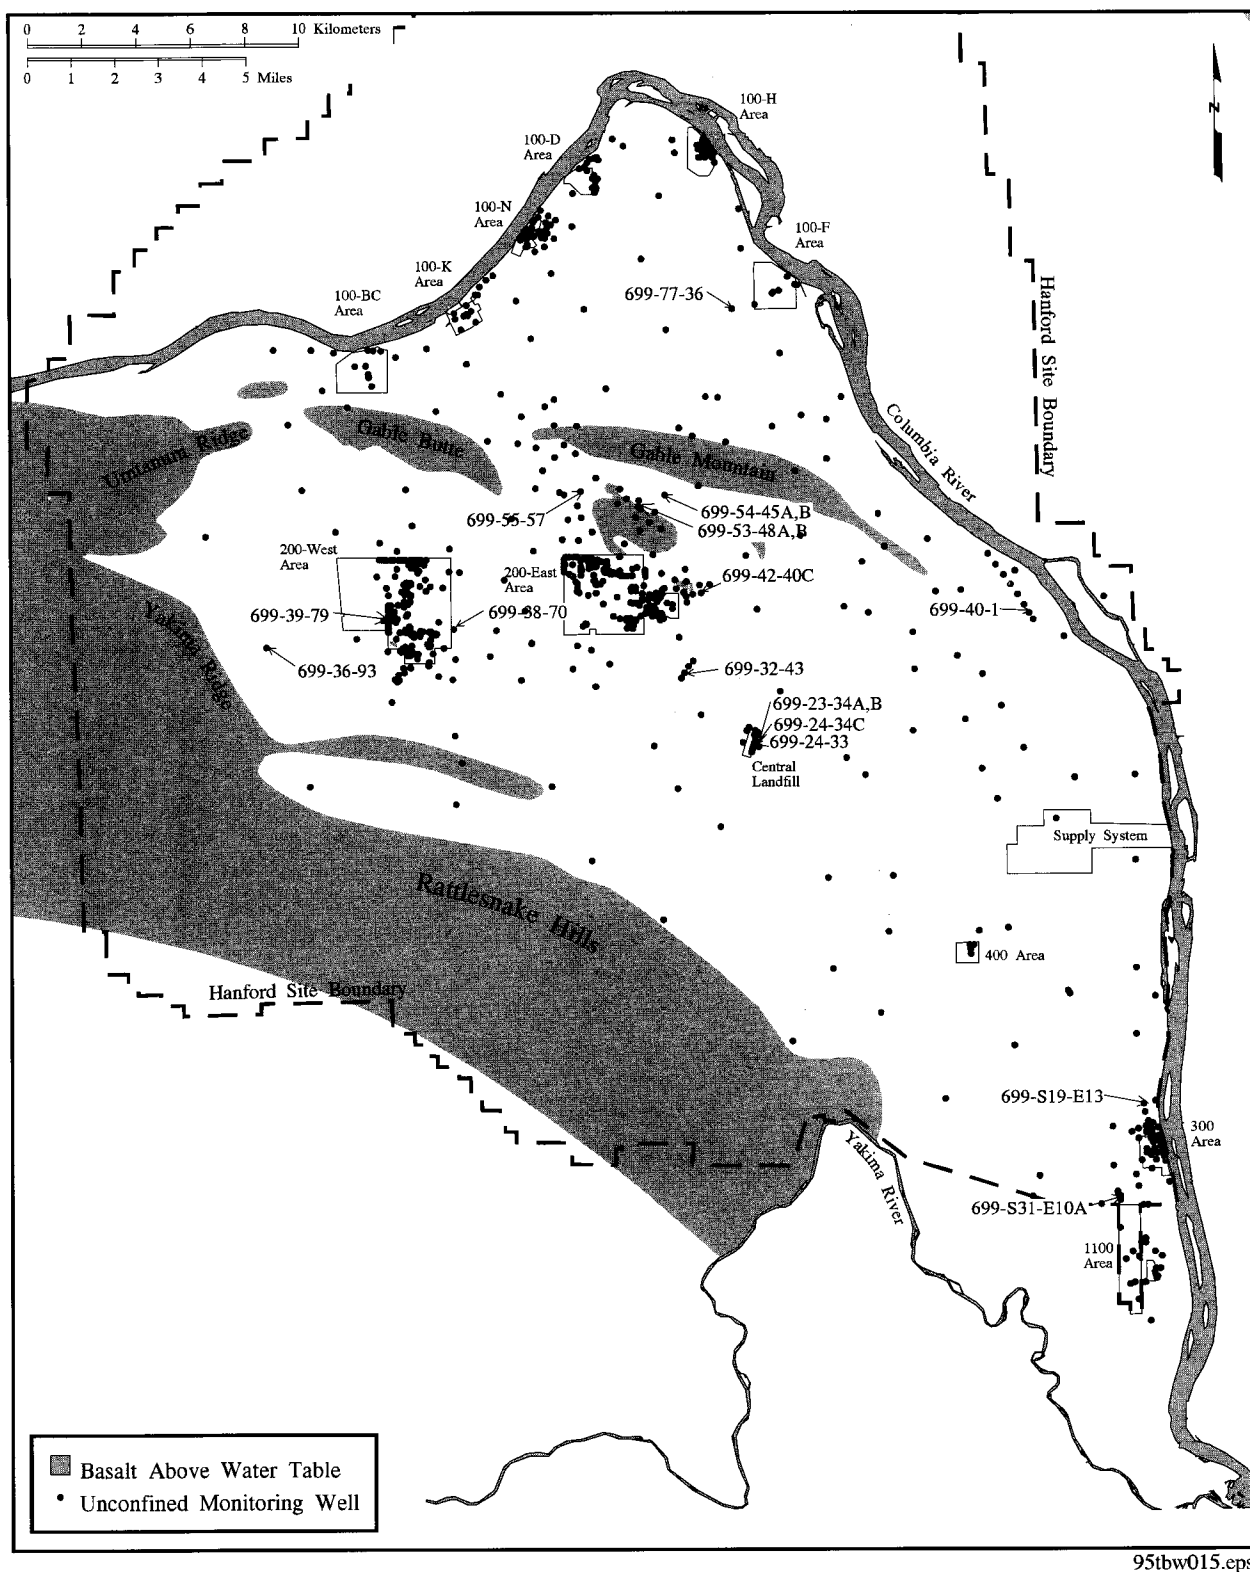 0 2 4 6 8 10 Kilometers
0 1 2 3 4 5 Miles
N
100-H
Area
100-D
Area
100-N
Area
100-F
Area
100-K
Area
100-BC
Area
699-77-36
Hanford Site Boundary
Columbia River
Umtanum Ridge
Gable Butte
Gable Mountain
699-55-57
699-54-45A,B
699-53-48A,B
200-West
Area
200-East
Area
699-42-40C
699-39-79
699-38-70
699-40-1
Yakima Ridge
699-36-93
699-32-43
699-23-34A,B
699-24-34C
699-24-33
Central
Landfill
Supply System
Rattlesnake Hills
400 Area
Hanford Site Boundary
699-S19-E13
300
Area
Yakima River
699-S31-E10A
1100
Area
Basalt Above Water Table
Unconfined Monitoring Well
95tbw015.eps